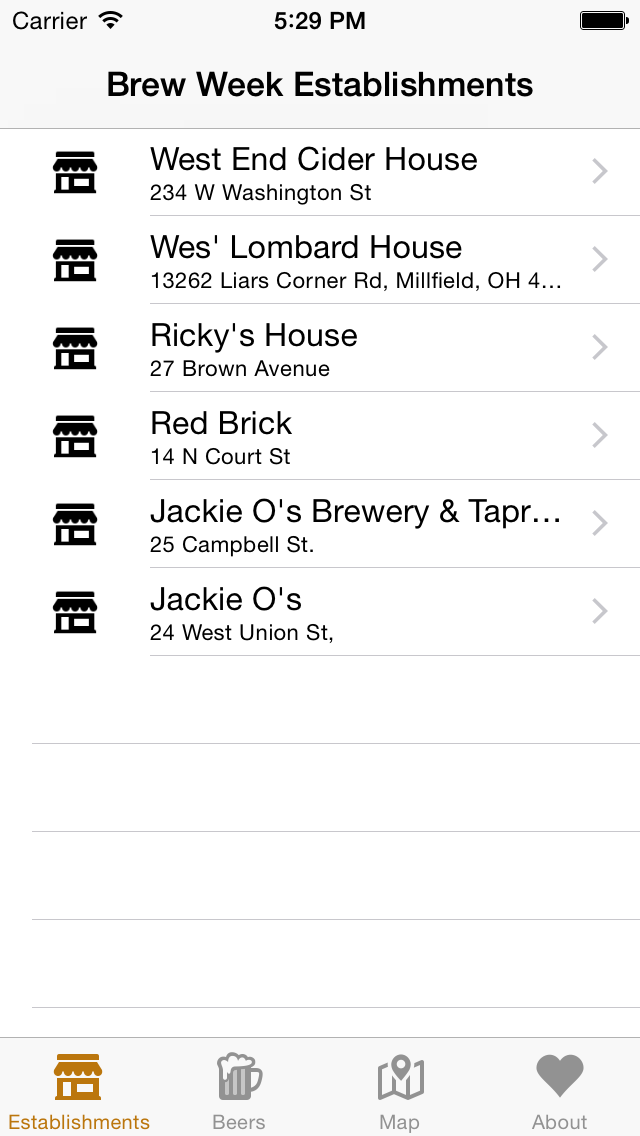 Carrier 5:29 PM
Brew Week Establishments
West End Cider House
234 W Washington St
Wes' Lombard House
13262 Liars Corner Rd, Millfield, OH 4…
Ricky's House
27 Brown Avenue
Red Brick
14 N Court St
Jackie O's Brewery & Tapr…
25 Campbell St.
Jackie O's
24 West Union St,
Establishments Beers Map About